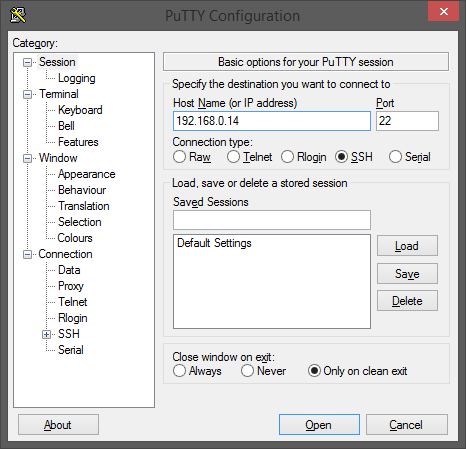 PuTTY Configuration
Category:
Session
Logging
Terminal
Keyboard
Bell
Features
Window
Appearance
Behaviour
Translation
Selection
Colours
Connection
Data
Proxy
Telnet
Rlogin
SSH
Serial
Basic options for your PuTTY session
Specify the destination you want to connect to
Host Name (or IP address) Port
192.168.0.14 22
Connection type:
Raw Telnet Rlogin SSH Serial
Load, save or delete a stored session
Saved Sessions
Default Settings
Load
Save
Delete
Close window on exit:
Always Never Only on clean exit
About Open Cancel